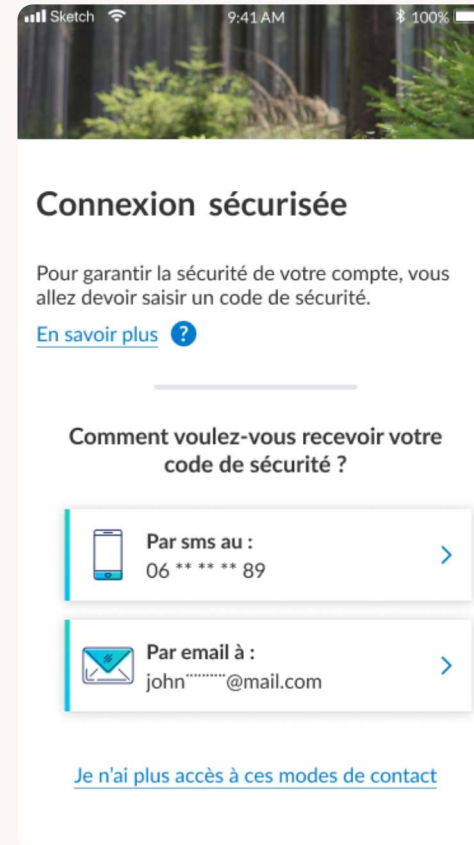 Sketch 9:41 AM 100%
Connexion sécurisée
Pour garantir la sécurité de votre compte, vous
allez devoir saisir un code de sécurité.
En savoir plus ?
Comment voulez-vous recevoir votre
code de sécurité ?
Par sms au :
06 ** ** ** 89
Par email à :
john¨¨¨¨¨@mail.com
Je n’ai plus accès à ces modes de contact